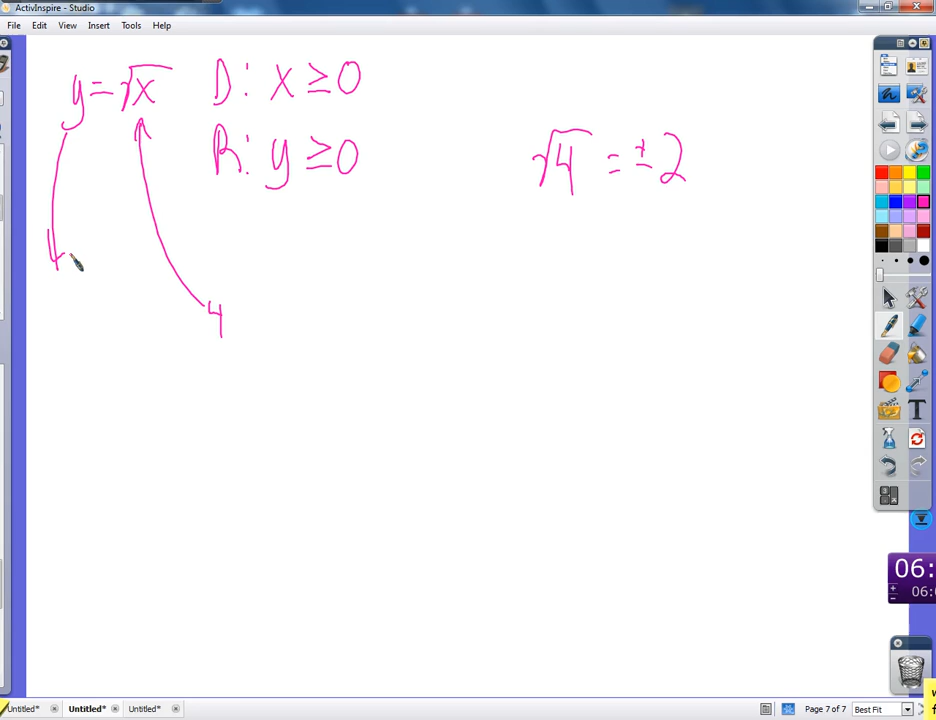 ActivInspire - Studio
File Edit View Insert Tools Help
y = √x D: x ≥ 0
R: y ≥ 0
√4 = ± 2
4
4
06:
06:
Untitled* Untitled* Untitled* Page 7 of 7 Best Fit